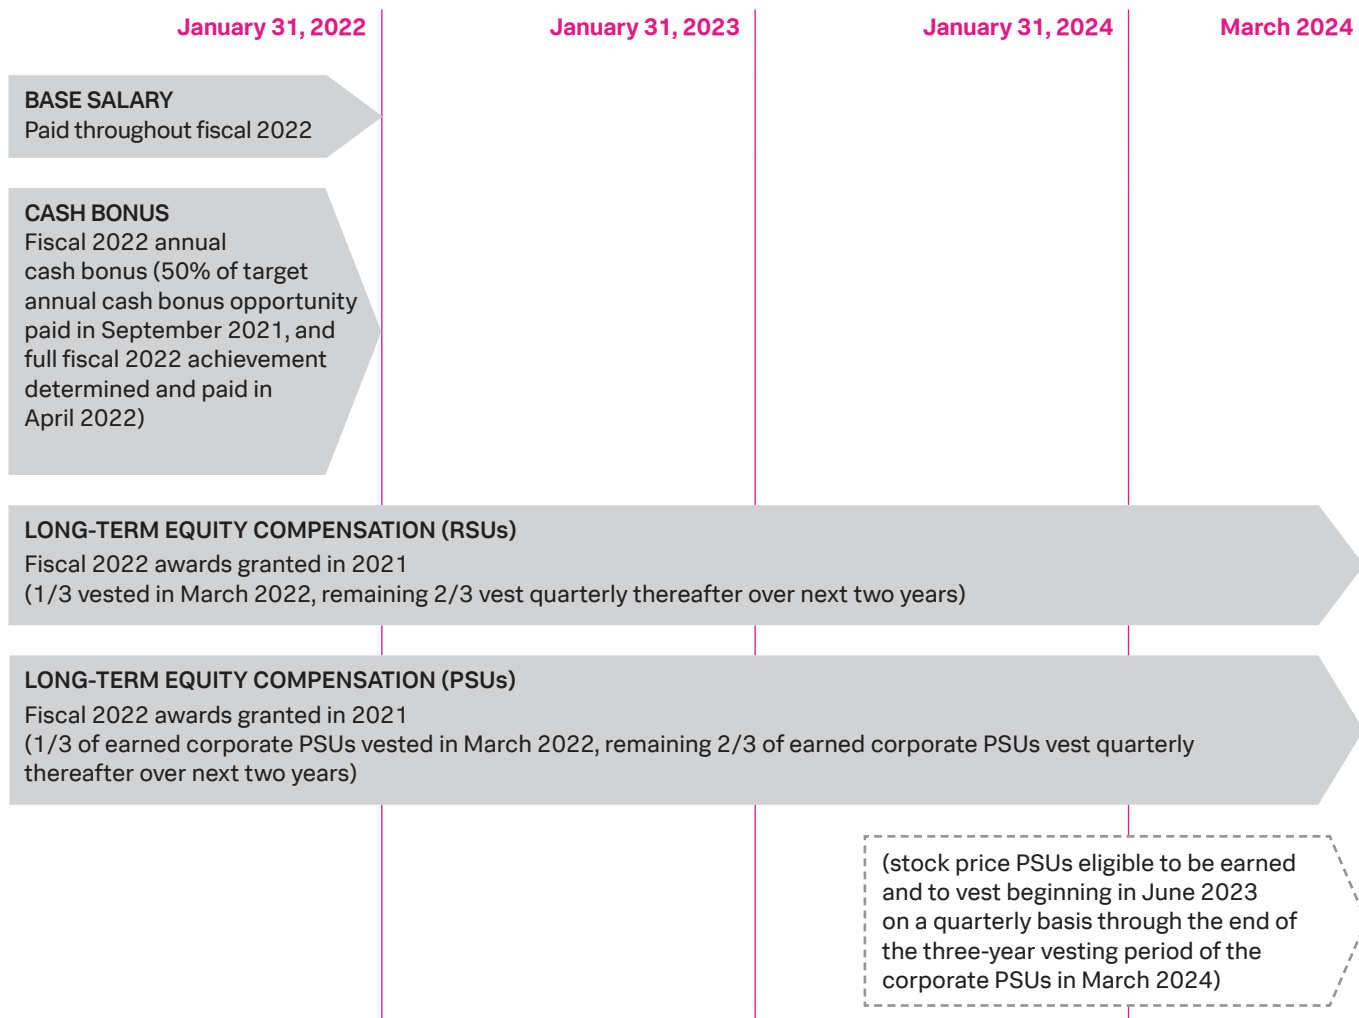 January 31, 2022
January 31, 2023
January 31, 2024
March 2024
BASE SALARY
Paid throughout fiscal 2022
CASH BONUS
Fiscal 2022 annual
cash bonus (50% of target
annual cash bonus opportunity
paid in September 2021, and
full fiscal 2022 achievement
determined and paid in
April 2022)
LONG-TERM EQUITY COMPENSATION (RSUs)
Fiscal 2022 awards granted in 2021
(1/3 vested in March 2022, remaining 2/3 vest quarterly thereafter over next two years)
LONG-TERM EQUITY COMPENSATION (PSUs)
Fiscal 2022 awards granted in 2021
(1/3 of earned corporate PSUs vested in March 2022, remaining 2/3 of earned corporate PSUs vest quarterly
thereafter over next two years)
(stock price PSUs eligible to be earned
and to vest beginning in June 2023
on a quarterly basis through the end of
the three-year vesting period of the
corporate PSUs in March 2024)